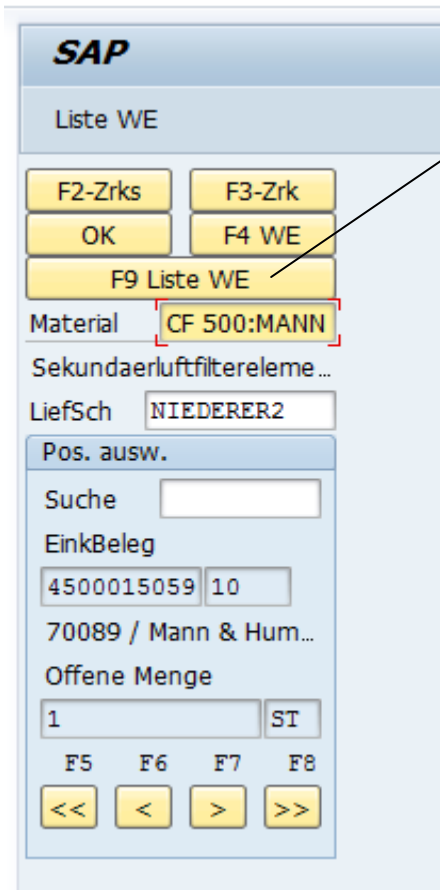 SAP
Liste WE
F2-Zrks F3-Zrk
OK F4 WE
F9 Liste WE
Material CF 500:MANN
Sekundaerluftfiltereleme…
LiefSch NIEDERER2
Pos. ausw.
Suche
EinkBeleg
4500015059 10
70089 / Mann & Hum…
Offene Menge
1 ST
F5 F6 F7 F8
<< < > >>